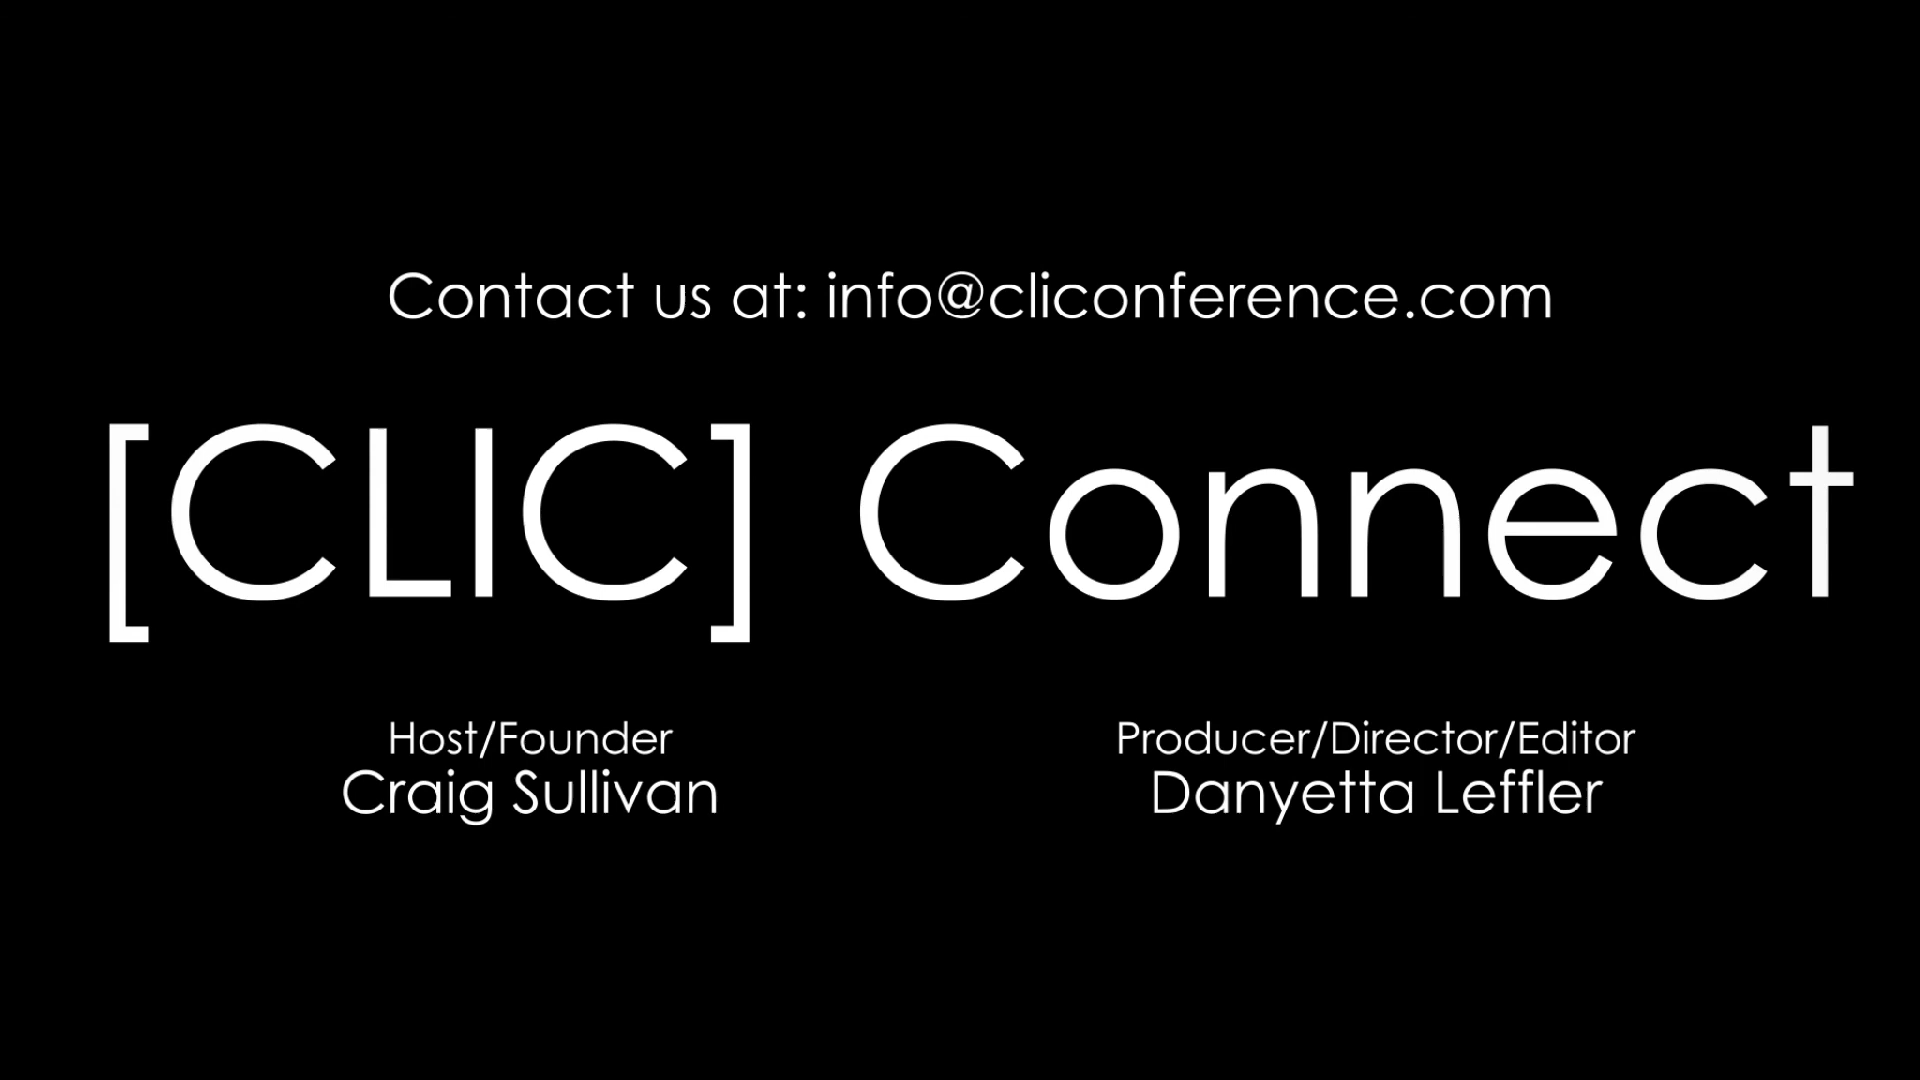 Contact us at: info@cliconference.com
[CLIC] Connect
Host/Founder
Craig Sullivan
Producer/Director/Editor
Danyetta Leffler